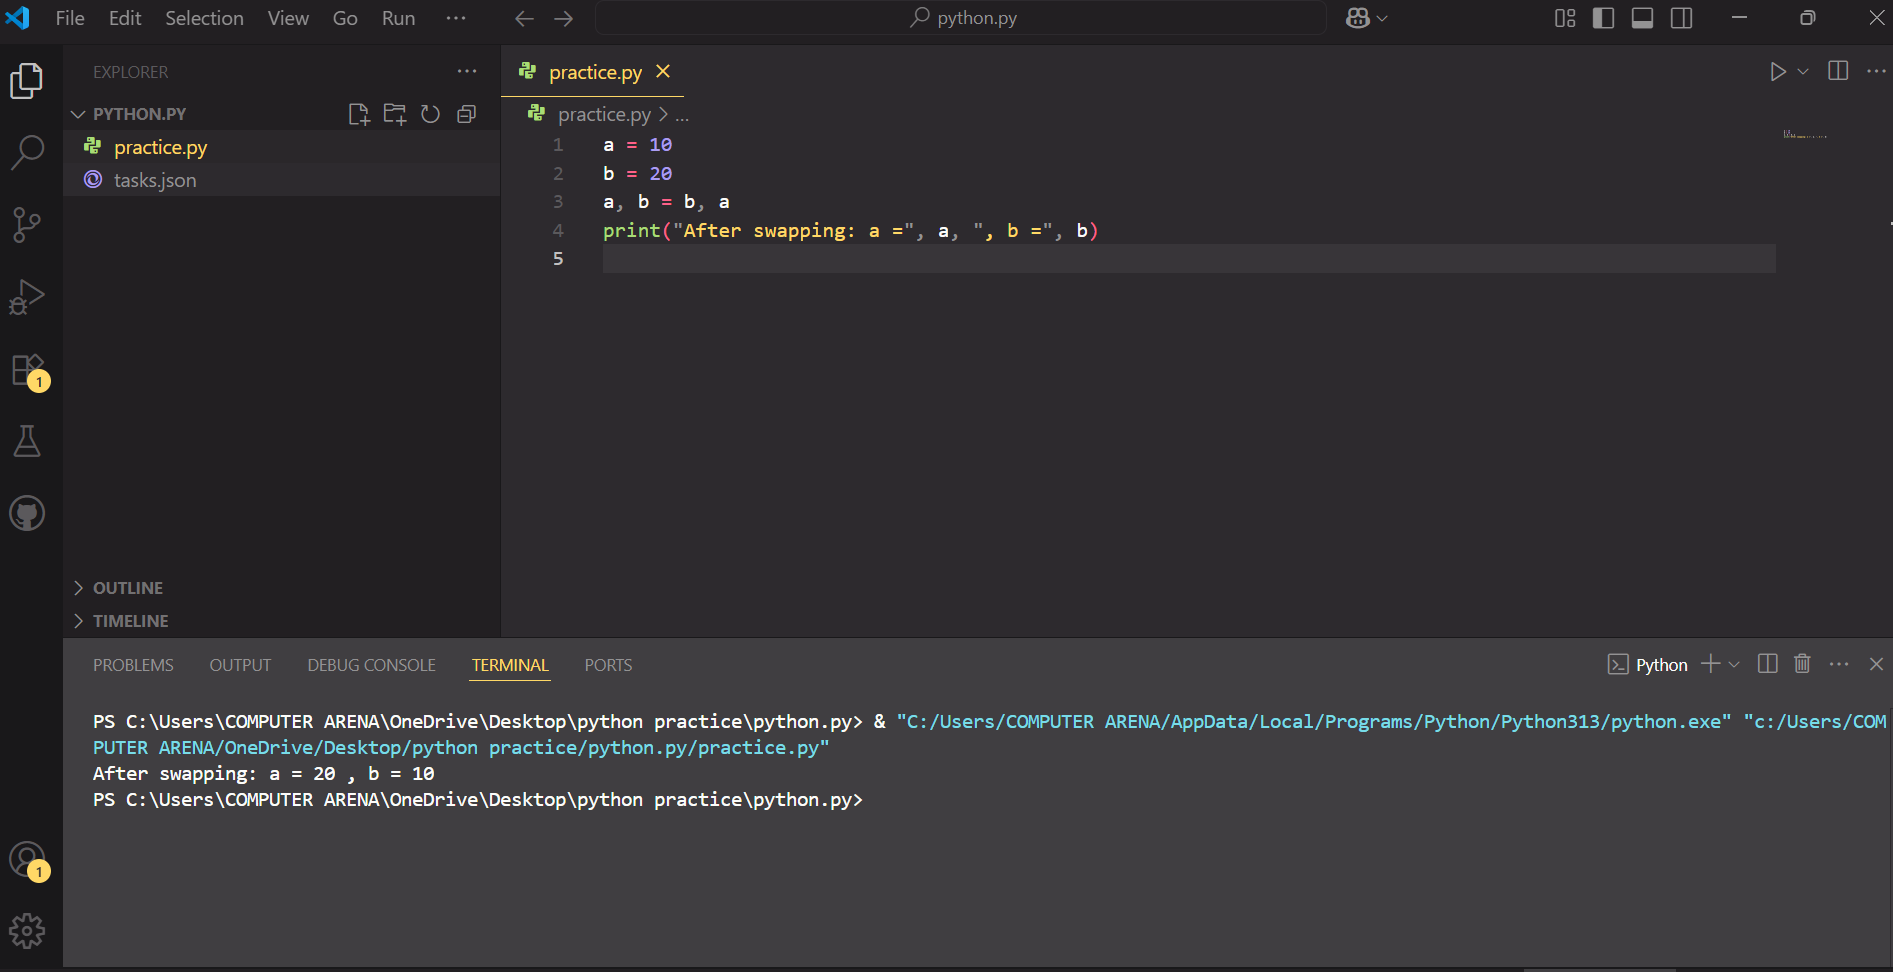 File Edit Selection View Go Run ···
python.py
EXPLORER ···
PYTHON.PY
practice.py
tasks.json
OUTLINE
TIMELINE
practice.py
practice.py > ...
1 a = 10
2 b = 20
3 a, b = b, a
4 print("After swapping: a =", a, ", b =", b)
5
1
1
PROBLEMS OUTPUT DEBUG CONSOLE TERMINAL PORTS
Python
PS C:\Users\COMPUTER ARENA\OneDrive\Desktop\python practice\python.py> & "C:/Users/COMPUTER ARENA/AppData/Local/Programs/Python/Python313/python.exe" "c:/Users/COM
PUTER ARENA/OneDrive/Desktop/python practice/python.py/practice.py"
After swapping: a = 20 , b = 10
PS C:\Users\COMPUTER ARENA\OneDrive\Desktop\python practice\python.py>